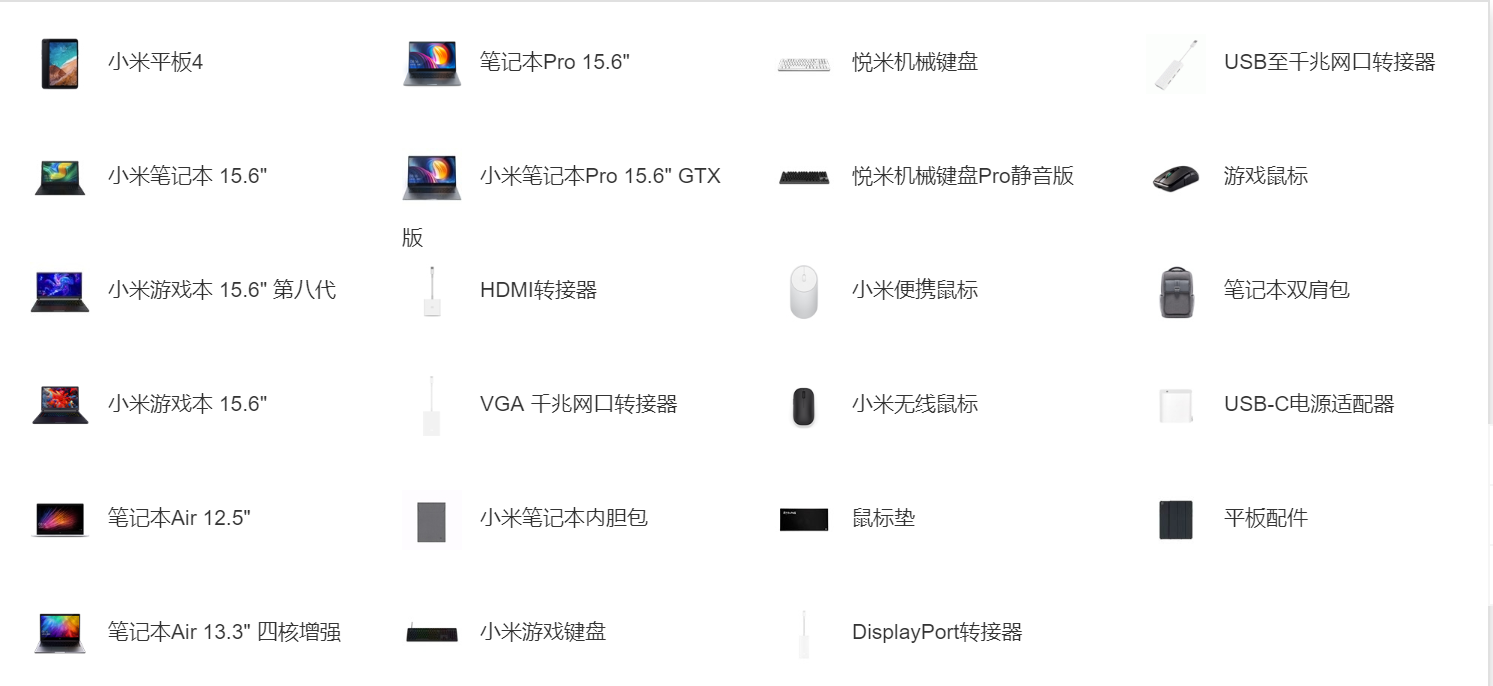 小米平板4
小米笔记本 15.6"
小米游戏本 15.6" 第八代
小米游戏本 15.6"
笔记本Air 12.5"
笔记本Air 13.3" 四核增强
笔记本Pro 15.6"
小米笔记本Pro 15.6" GTX
版
HDMI转接器
VGA 千兆网口转接器
小米笔记本内胆包
小米游戏键盘
悦米机械键盘
悦米机械键盘Pro静音版
小米便携鼠标
小米无线鼠标
鼠标垫
DisplayPort转接器
USB至千兆网口转接器
游戏鼠标
笔记本双肩包
USB-C电源适配器
平板配件